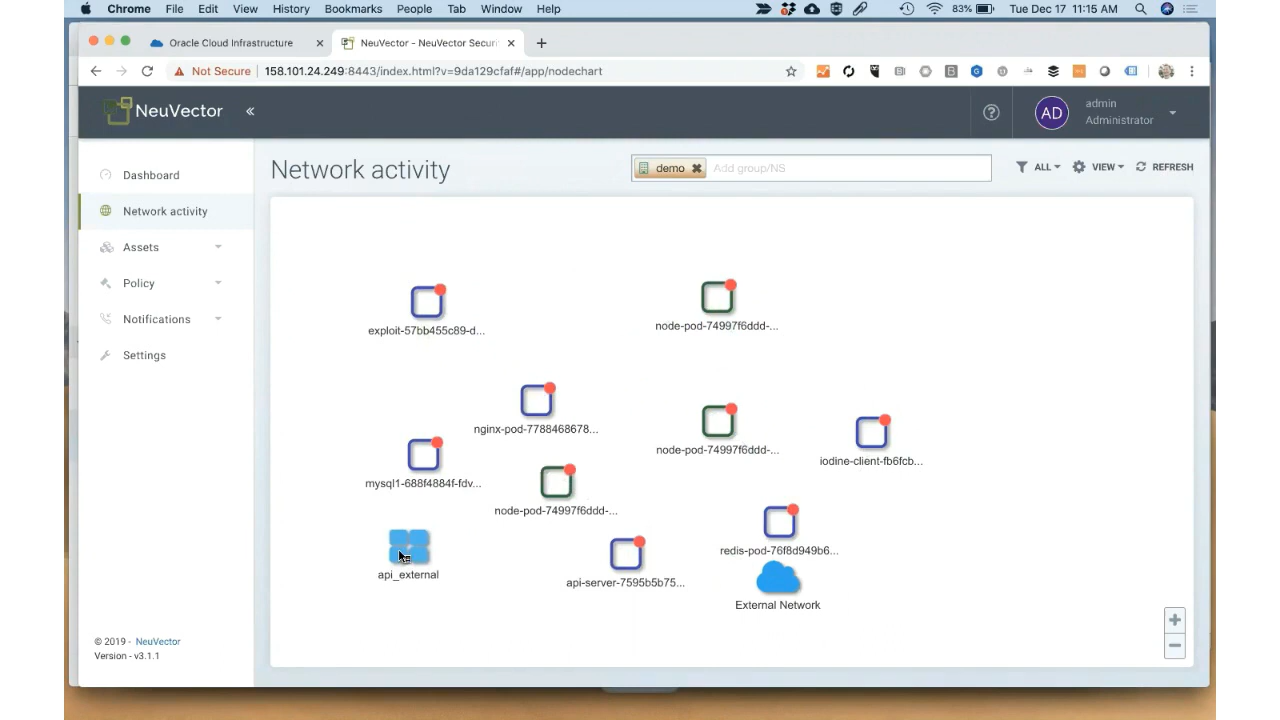 Chrome File Edit View History Bookmarks People Tab Window Help 83% Tue Dec 17 11:15 AM
Oracle Cloud Infrastructure
NeuVector - NeuVector Securi
Not Secure 158.101.24.249:8443/index.html?v=9da129cfaf#/app/nodechart
NeuVector «
AD
admin
Administrator
Dashboard
Network activity
Assets
Policy
Notifications
Settings
© 2019 - NeuVector
Version - v3.1.1
Network activity
demo Add group/NS
ALL VIEW REFRESH
exploit-57bb455c89-d...
node-pod-74997f6ddd-...
nginx-pod-7788468678...
node-pod-74997f6ddd-...
iodine-client-fb6fcb...
mysql1-688f4884f-fdv...
node-pod-74997f6ddd-...
redis-pod-76f8d949b6...
api_external
api-server-7595b5b75...
External Network